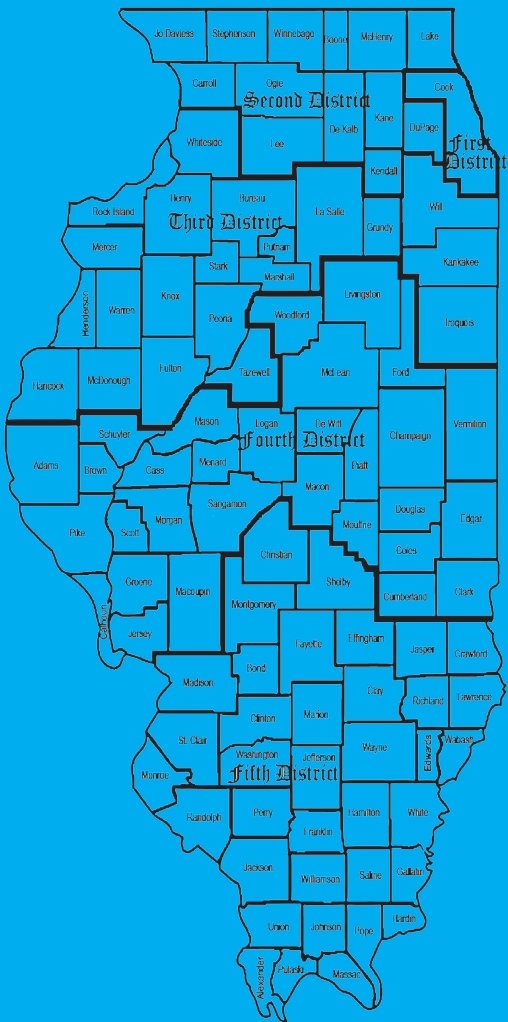 Jo Daviess
Stephenson
Winnebago
Boone
McHenry
Lake
Carroll
Ogle
Cook
Second District
Kane
De Kalb
DuPage
Whiteside
Lee
First
District
Kendall
Henry
Bureau
Rock Island
La Salle
Will
Third District
Grundy
Mercer
Putnam
Stark
Kankakee
Marshall
Henderson
Warren
Knox
Livingston
Peoria
Woodford
Iroquois
Hancock
McDonough
Fulton
Tazewell
McLean
Ford
Mason
Logan
De Witt
Vermilion
Schuyler
Fourth District
Champaign
Adams
Brown
Cass
Menard
Piatt
Macon
Sangamon
Douglas
Pike
Scott
Morgan
Moultrie
Edgar
Coles
Christian
Greene
Macoupin
Shelby
Clark
Cumberland
Montgomery
Calhoun
Jersey
Fayette
Effingham
Jasper
Crawford
Bond
Madison
Clay
Richland
Lawrence
Clinton
Marion
St. Clair
Wayne
Edwards
Wabash
Washington
Jefferson
Fifth District
Monroe
Randolph
Perry
Hamilton
White
Franklin
Jackson
Williamson
Saline
Gallatin
Union
Johnson
Pope
Hardin
Alexander
Pulaski
Massac